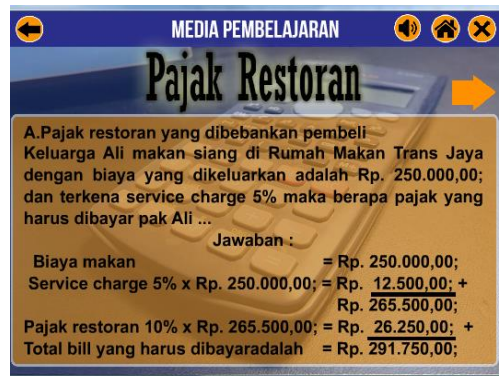 MEDIA PEMBELAJARAN
Pajak Restoran
A.Pajak restoran yang dibebankan pembeli
Keluarga Ali makan siang di Rumah Makan Trans Jaya
dengan biaya yang dikeluarkan adalah Rp. 250.000,00;
dan terkena service charge 5% maka berapa pajak yang
harus dibayar pak Ali ...
Jawaban :
Biaya makan = Rp. 250.000,00;
Service charge 5% x Rp. 250.000,00; = Rp. 12.500,00; +
Rp. 265.500,00;
Pajak restoran 10% x Rp. 265.500,00; = Rp. 26.250,00; +
Total bill yang harus dibayaradalah = Rp. 291.750,00;